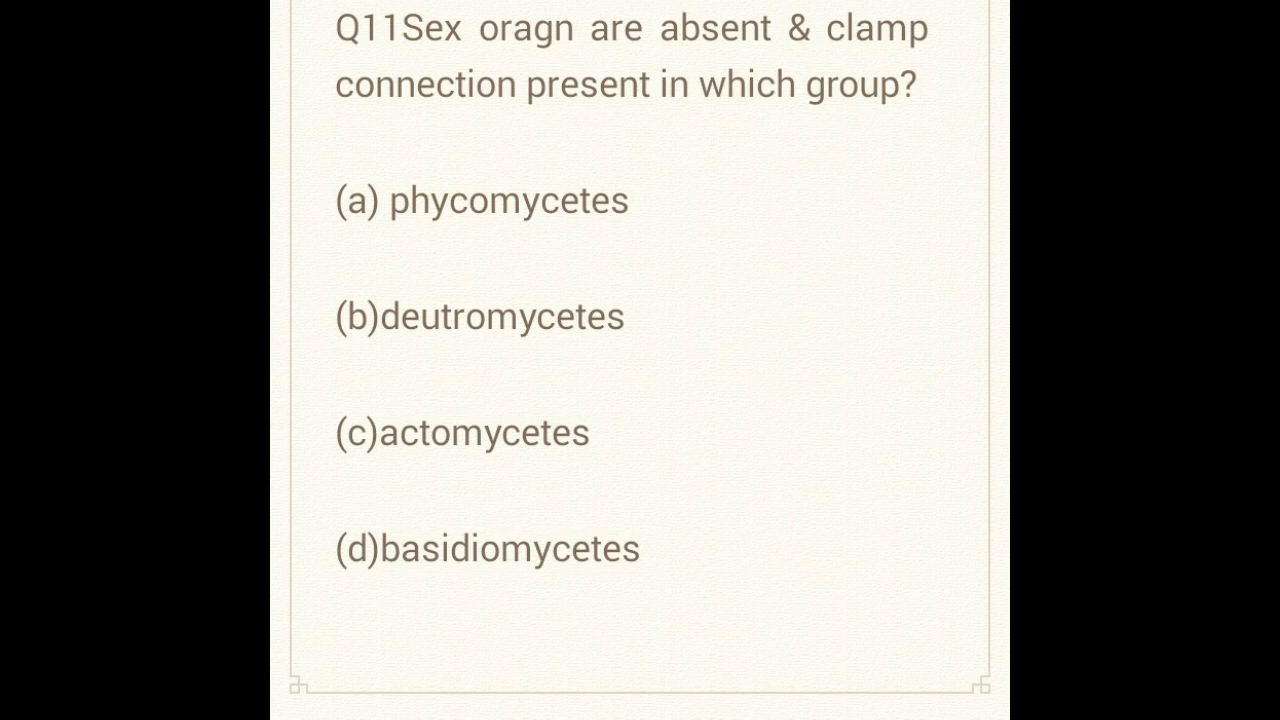 Q11Sex oragn are absent & clamp
connection present in which group?
(a) phycomycetes
(b)deutromycetes
(c)actomycetes
(d)basidiomycetes